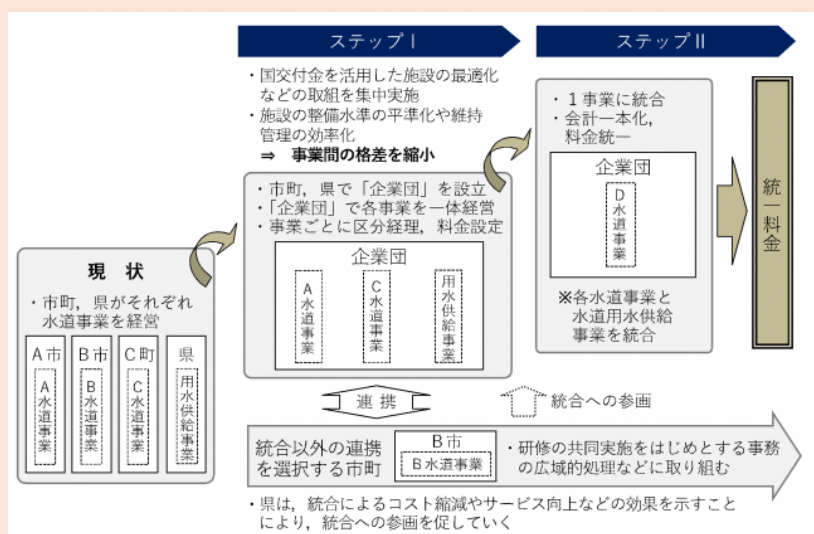 ステップⅠ
ステップⅡ
・国交付金を活用した施設の最適化
などの取組を集中実施
・施設の整備水準の平準化や維持
管理の効率化
⇒ 事業間の格差を縮小
・市町，県で「企業団」を設立
・「企業団」で各事業を一体経営
・事業ごとに区分経理，料金設定
企業団
A水道事業
C水道事業
用水供給事業
・１事業に統合
・会計一本化，
料金統一
企業団
D水道事業
※各水道事業と
水道用水供給
事業を統合
統一料金
現 状
・市町，県がそれぞれ
水道事業を経営
A市
B市
C町
県
A水道事業
B水道事業
C水道事業
用水供給事業
連 携
統合への参画
統合以外の連携
を選択する市町
B市
B水道事業
・研修の共同実施をはじめとする事務
の広域的処理などに取り組む
・県は，統合によるコスト縮減やサービス向上などの効果を示すこと
により，統合への参画を促していく